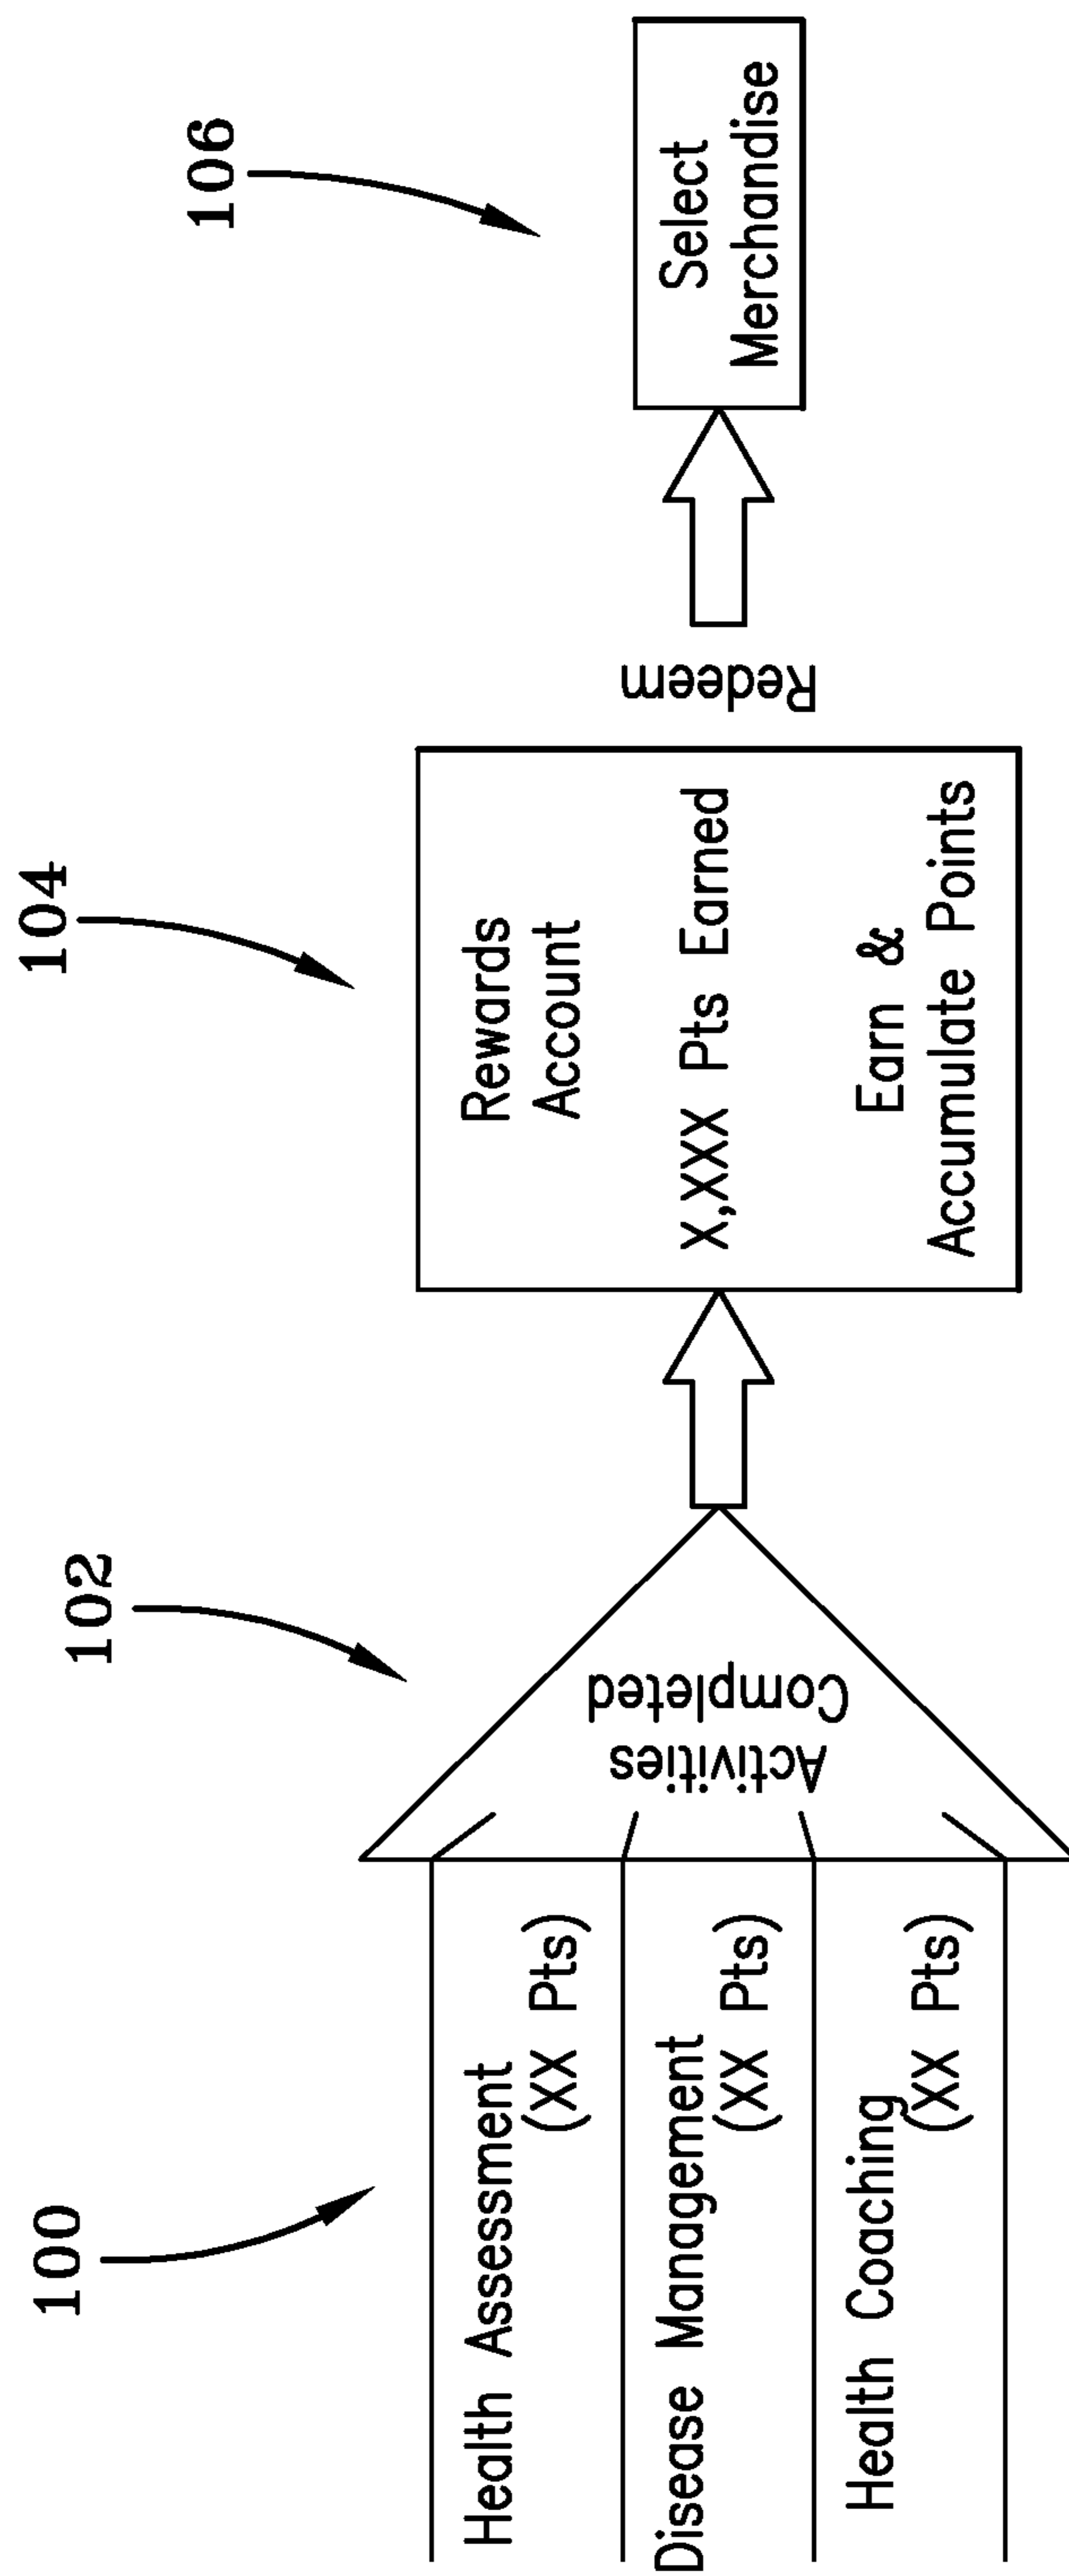 100
Health Assessment
(XX Pts)
Disease Management
(XX Pts)
Health Coaching
(XX Pts)
102
Activities
Completed
104
Rewards
Account
X,XXX Pts Earned
Earn &
Accumulate Points
Redeem
106
Select
Merchandise